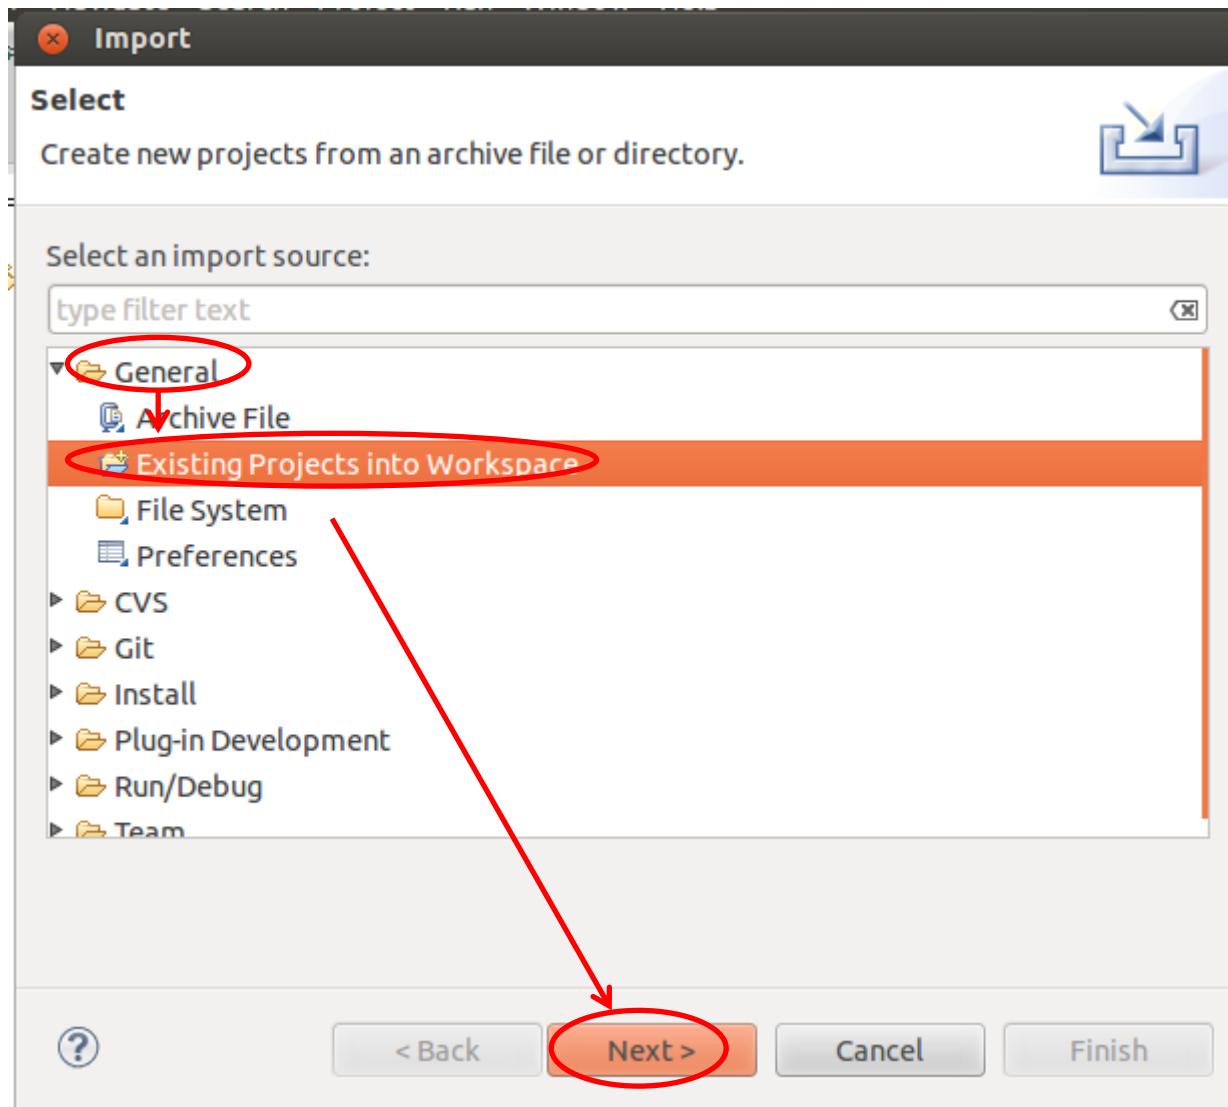 Import
Select
Create new projects from an archive file or directory.
Select an import source:
type filter text
General
Archive File
Existing Projects into Workspace
File System
Preferences
CVS
Git
Install
Plug-in Development
Run/Debug
Team
< Back Next > Cancel Finish